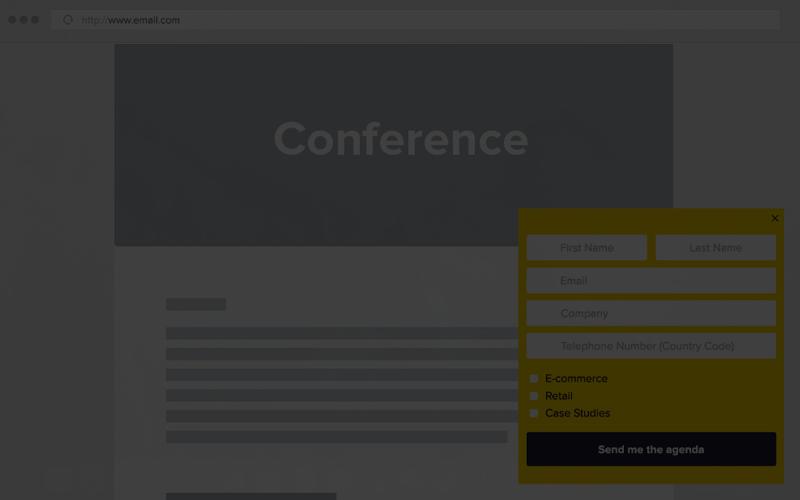 http://www.email.com
Conference
×
First Name Last Name
Email
Company
Telephone Number (Country Code)
E-commerce
Retail
Case Studies
Send me the agenda